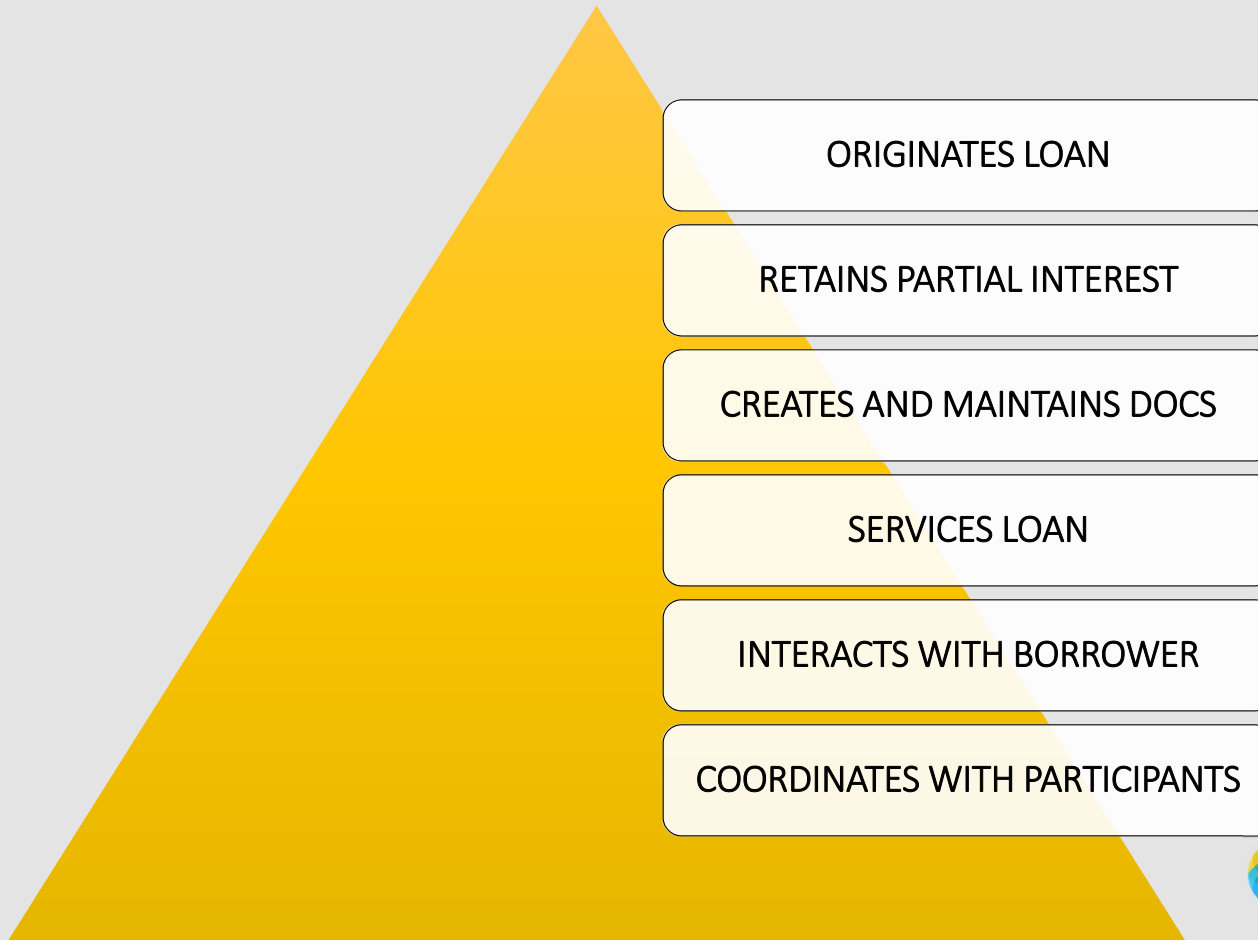 ORIGINATES LOAN
RETAINS PARTIAL INTEREST
CREATES AND MAINTAINS DOCS
SERVICES LOAN
INTERACTS WITH BORROWER
COORDINATES WITH PARTICIPANTS